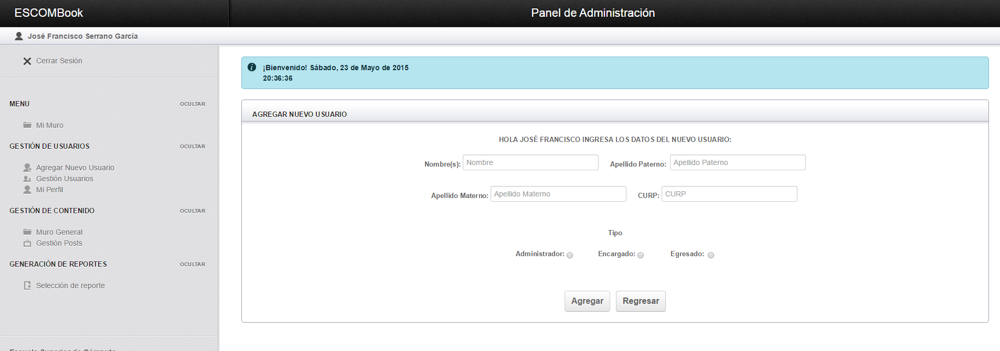 ESCOMBook
Panel de Administración
José Francisco Serrano García
Cerrar Sesión
MENU
OCULTAR
Mi Muro
GESTIÓN DE USUARIOS
OCULTAR
Agregar Nuevo Usuario
Gestión Usuarios
Mi Perfil
GESTIÓN DE CONTENIDO
OCULTAR
Muro General
Gestión Posts
GENERACIÓN DE REPORTES
OCULTAR
Selección de reporte
Escuela Superior de Cómputo
¡Bienvenido! Sábado, 23 de Mayo de 2015
20:36:36
AGREGAR NUEVO USUARIO
HOLA JOSÉ FRANCISCO INGRESA LOS DATOS DEL NUEVO USUARIO:
Nombre(s): Nombre Apellido Paterno: Apellido Paterno
Apellido Materno: Apellido Materno CURP: CURP
Tipo
Administrador: Encargado: Egresado:
Agregar Regresar